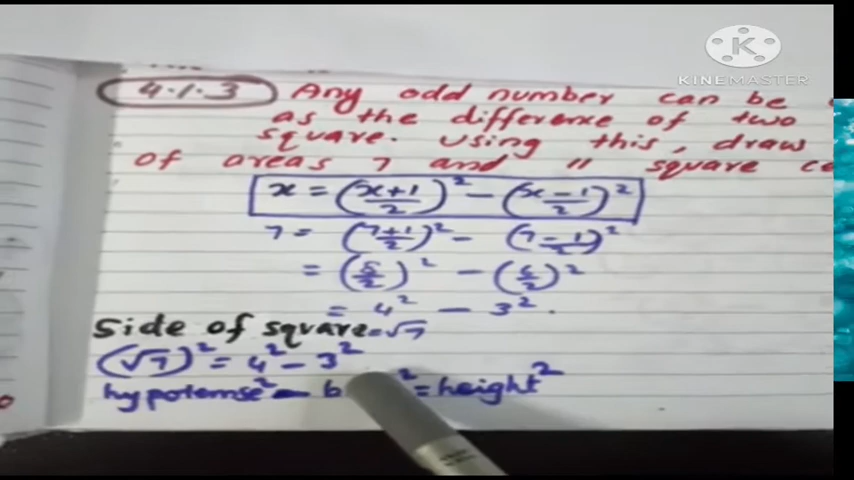 KINEMASTER
4.1.3 Any odd number can be
as the difference of two
square. Using this, draw
of areas 7 and 11 square ce
x = (x+1/2)² - (x-1/2)²
7 = (7+1/2)² - (7-1/2)²
= (8/2)² - (6/2)²
= 4² - 3².
Side of square = √7
(√7)² = 4² - 3²
hypotenuse² - b ² = height²